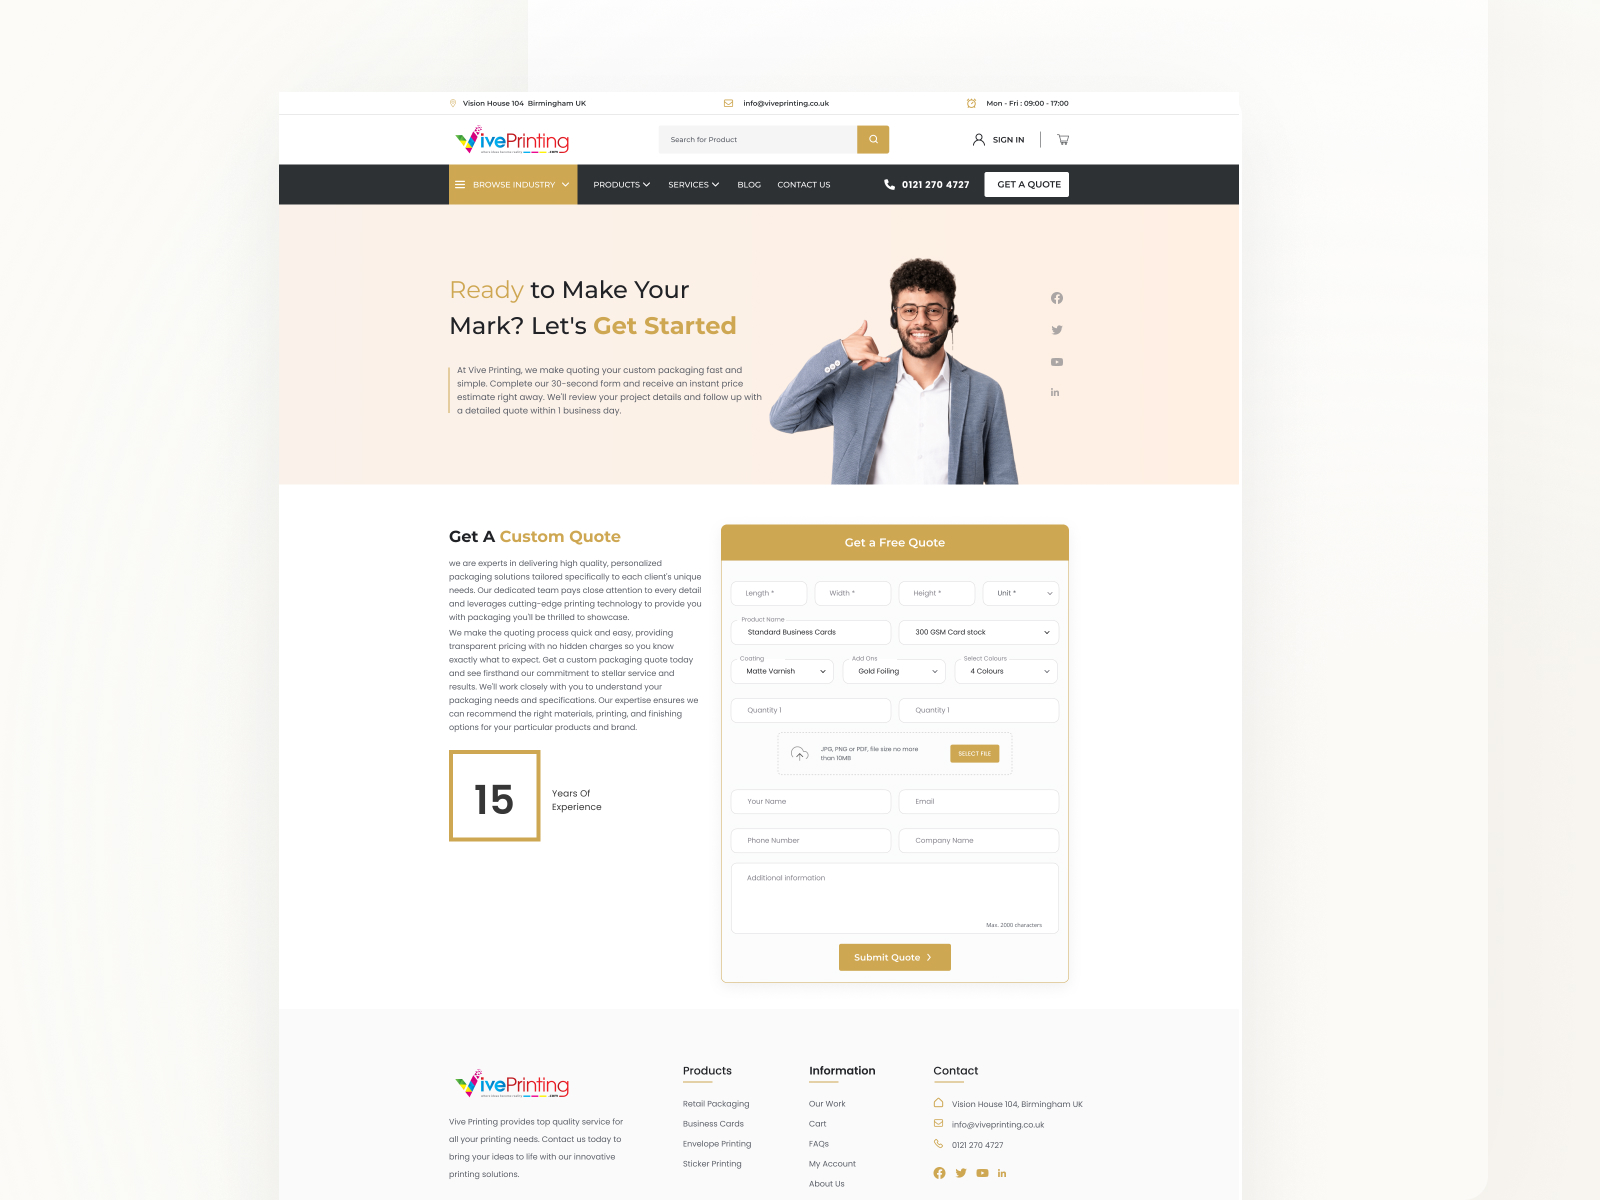 Vision House 104 Birmingham UK
info@viveprinting.co.uk
Mon - Fri : 09:00 - 17:00
VivePrinting
where ideas become reality .com
Search for Product
SIGN IN
BROWSE INDUSTRY
PRODUCTS
SERVICES
BLOG
CONTACT US
0121 270 4727
GET A QUOTE
Ready to Make Your
Mark? Let's Get Started
At Vive Printing, we make quoting your custom packaging fast and
simple. Complete our 30-second form and receive an instant price
estimate right away. We'll review your project details and follow up with
a detailed quote within 1 business day.
Get A Custom Quote
we are experts in delivering high quality, personalized
packaging solutions tailored specifically to each client's unique
needs. Our dedicated team pays close attention to every detail
and leverages cutting-edge printing technology to provide you
with packaging you'll be thrilled to showcase.
We make the quoting process quick and easy, providing
transparent pricing with no hidden charges so you know
exactly what to expect. Get a custom packaging quote today
and see firsthand our commitment to stellar service and
results. We'll work closely with you to understand your
packaging needs and specifications. Our expertise ensures we
can recommend the right materials, printing, and finishing
options for your particular products and brand.
15
Years Of
Experience
Get a Free Quote
Length *
Width *
Height *
Unit *
Product Name
Standard Business Cards
300 GSM Card stock
Coating
Matte Varnish
Add Ons
Gold Foiling
Select Colours
4 Colours
Quantity 1
Quantity 1
JPG, PNG or PDF, file size no more
than 10MB
SELECT FILE
Your Name
Email
Phone Number
Company Name
Additional information
Max. 2000 characters
Submit Quote
VivePrinting
where ideas become reality .com
Vive Printing provides top quality service for
all your printing needs. Contact us today to
bring your ideas to life with our innovative
printing solutions.
Products
Retail Packaging
Business Cards
Envelope Printing
Sticker Printing
Information
Our Work
Cart
FAQs
My Account
About Us
Contact
Vision House 104, Birmingham UK
info@viveprinting.co.uk
0121 270 4727